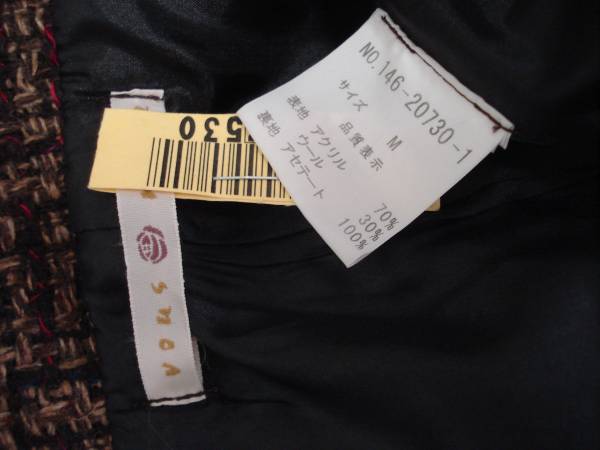 NO.146-20730-1
サイズ M
品質表示
表地 アクリル 70%
ウール 30%
裏地 アセテート 100%
530
vous